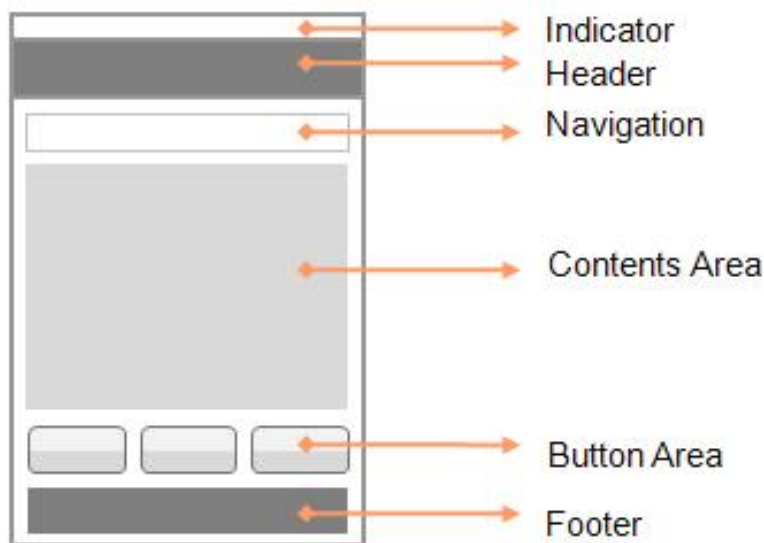 Indicator
Header
Navigation
Contents Area
Button Area
Footer